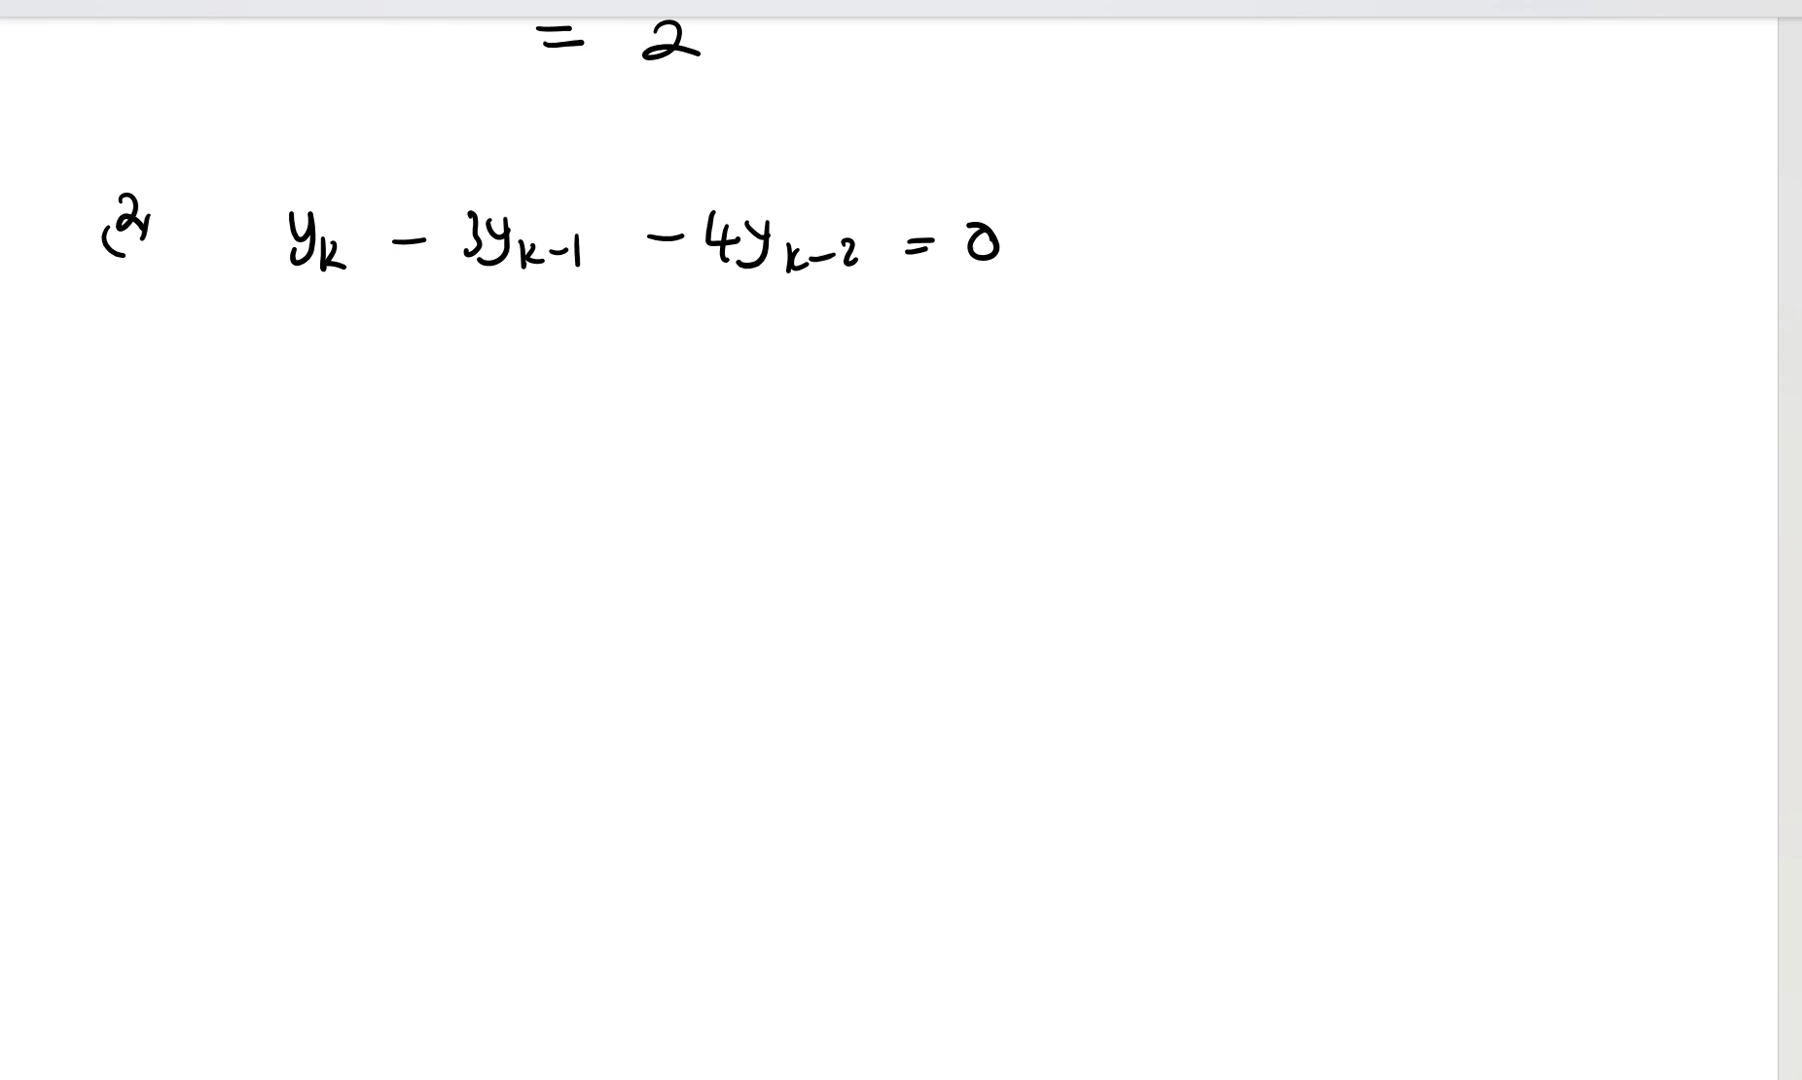 = 2
(2) yₖ - 3yₖ₋₁ - 4yₖ₋₂ = 0